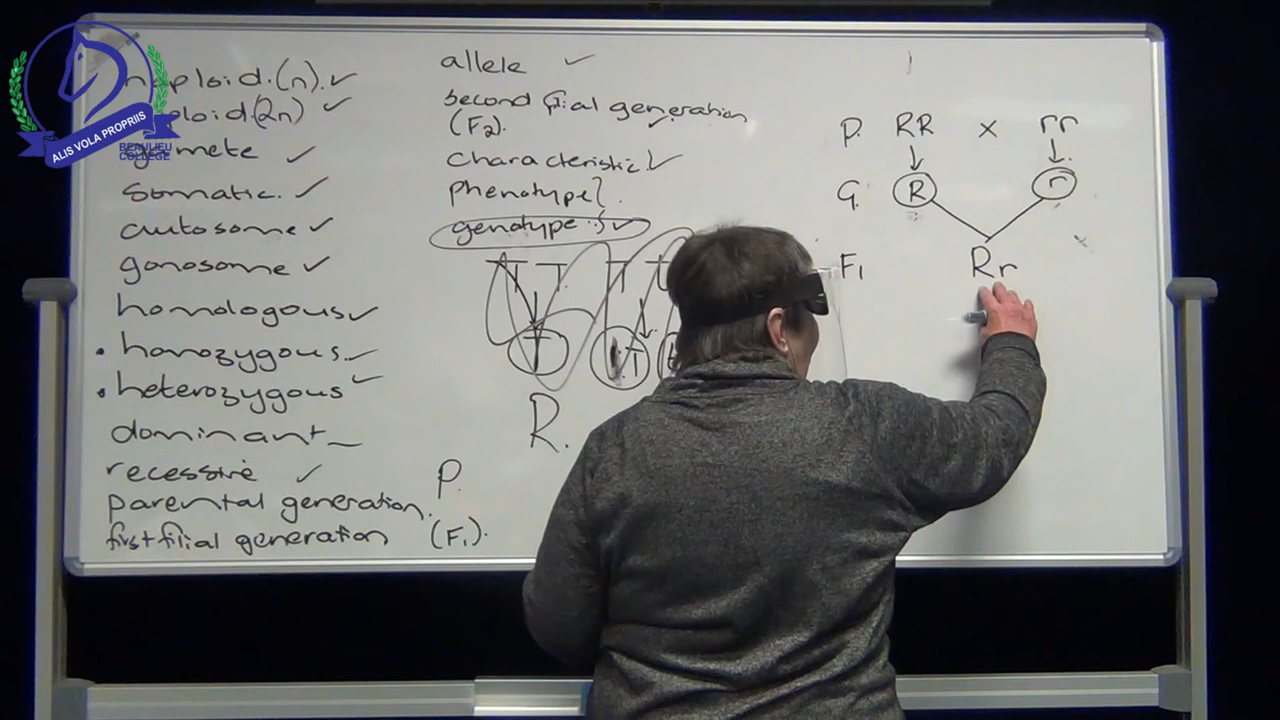 ALIS VOLA PROPRIIS
BEAULIEU
COLLEGE
haploid.(n). ✓
diploid.(2n) ✓
gamete ✓
somatic. ✓
autosome ✓
gonosome ✓
homologous ✓
• homozygous. ✓
• heterozygous ✓
dominant _
recessive ✓
parental generation.
P.
first filial generation
(F₁).
allele ✓
second filial generation
(F₂). ✓
characteristic. ✓
phenotype }.
genotype. ✓
T T T t
T t T
R.
P. RR × rr
G. R r
F₁ Rr